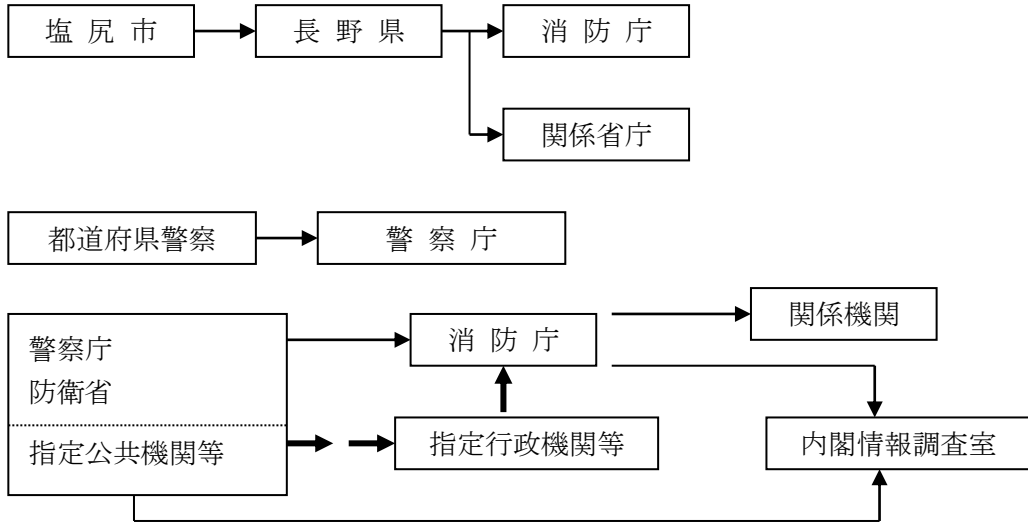 塩尻市
長野県
消防庁
関係省庁
都道府県警察
警察庁
関係機関
警察庁
防衛省
消防庁
指定公共機関等
指定行政機関等
内閣情報調査室